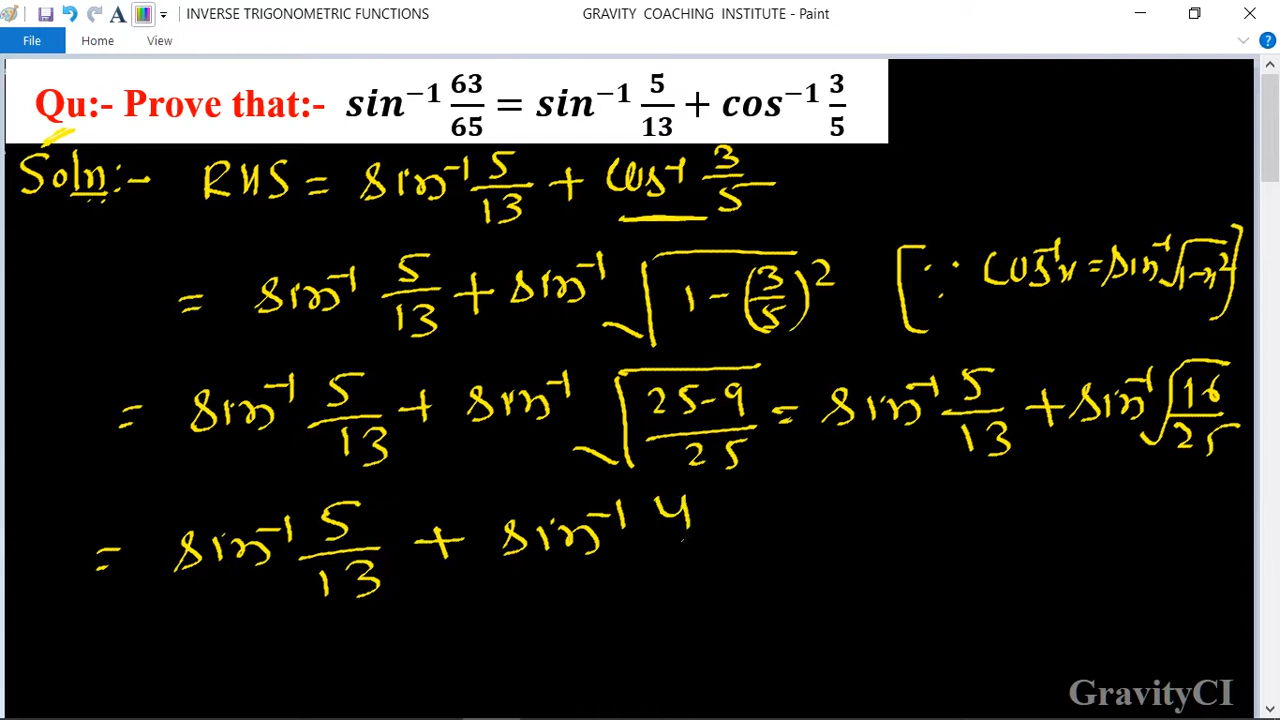 INVERSE TRIGONOMETRIC FUNCTIONS GRAVITY COACHING INSTITUTE - Paint
File Home View
Qu:- Prove that:- sin⁻¹ 63/65 = sin⁻¹ 5/13 + cos⁻¹ 3/5
Soln:- RHS = sin⁻¹ 5/13 + cos⁻¹ 3/5
= sin⁻¹ 5/13 + sin⁻¹ √(1-(3/5)²) [∵ cos⁻¹x = sin⁻¹ √(1-x²)]
= sin⁻¹ 5/13 + sin⁻¹ √((25-9)/25) = sin⁻¹ 5/13 + sin⁻¹ √(16/25)
= sin⁻¹ 5/13 + sin⁻¹ 4
GravityCI